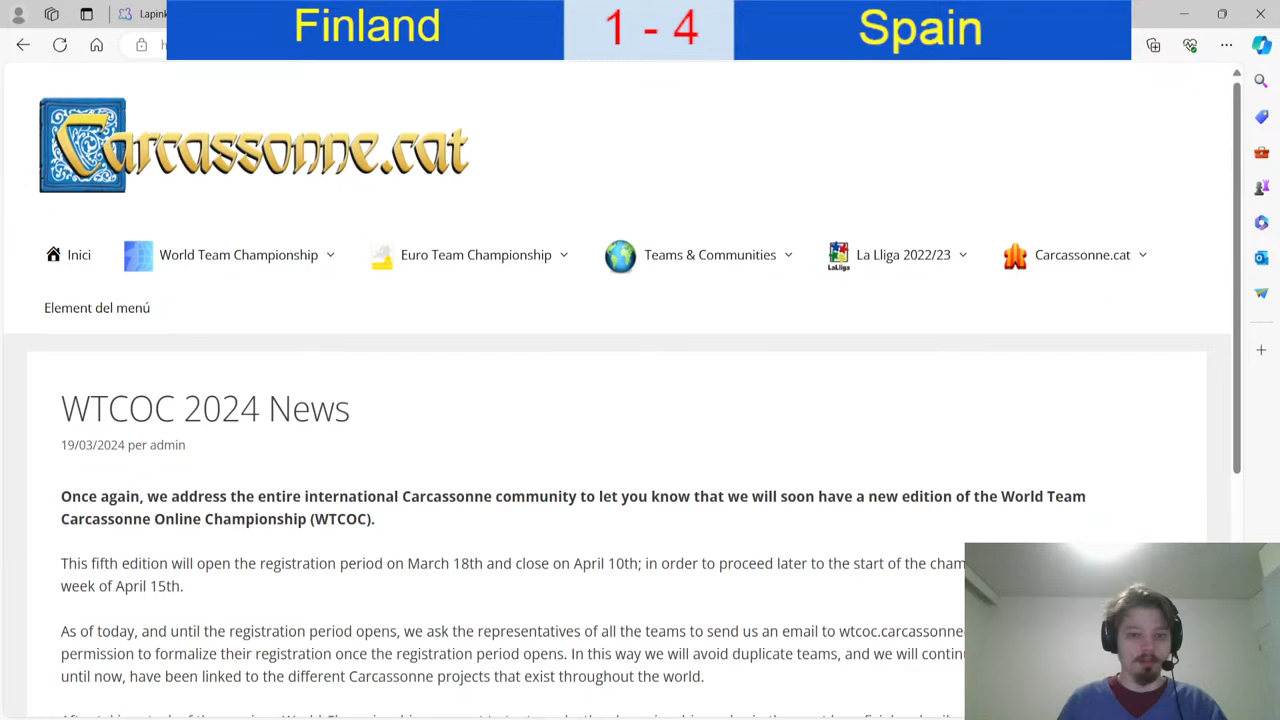 Finland 1 - 4 Spain
Carcassonne.cat
Inici World Team Championship Euro Team Championship Teams & Communities La Lliga 2022/23 Carcassonne.cat
Element del menú
WTCOC 2024 News
19/03/2024 per admin
Once again, we address the entire international Carcassonne community to let you know that we will soon have a new edition of the World Team
Carcassonne Online Championship (WTCOC).
This fifth edition will open the registration period on March 18th and close on April 10th; in order to proceed later to the start of the cham
week of April 15th.
As of today, and until the registration period opens, we ask the representatives of all the teams to send us an email to wtcoc.carcassonne
permission to formalize their registration once the registration period opens. In this way we will avoid duplicate teams, and we will contin
until now, have been linked to the different Carcassonne projects that exist throughout the world.